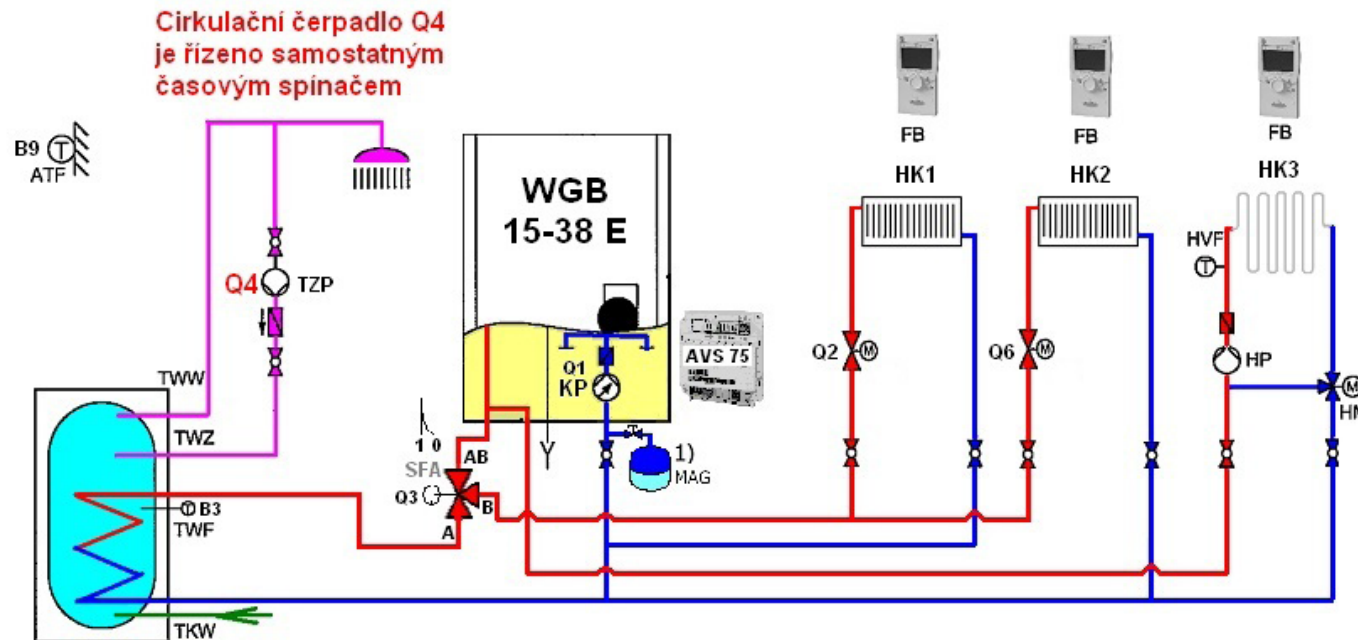 Cirkulační čerpadlo Q4
je řízeno samostatným
časovým spínačem
B9
T
ATF
FB
FB
FB
WGB
15-38 E
HK1
HK2
HK3
HVF
T
Q4
TZP
Q1
KP
AVS 75
Q2
M
Q6
M
HP
M
HM
TWW
TWZ
1 0
SFA
AB
Q3
B
A
1)
MAG
T
B3
TWF
TKW